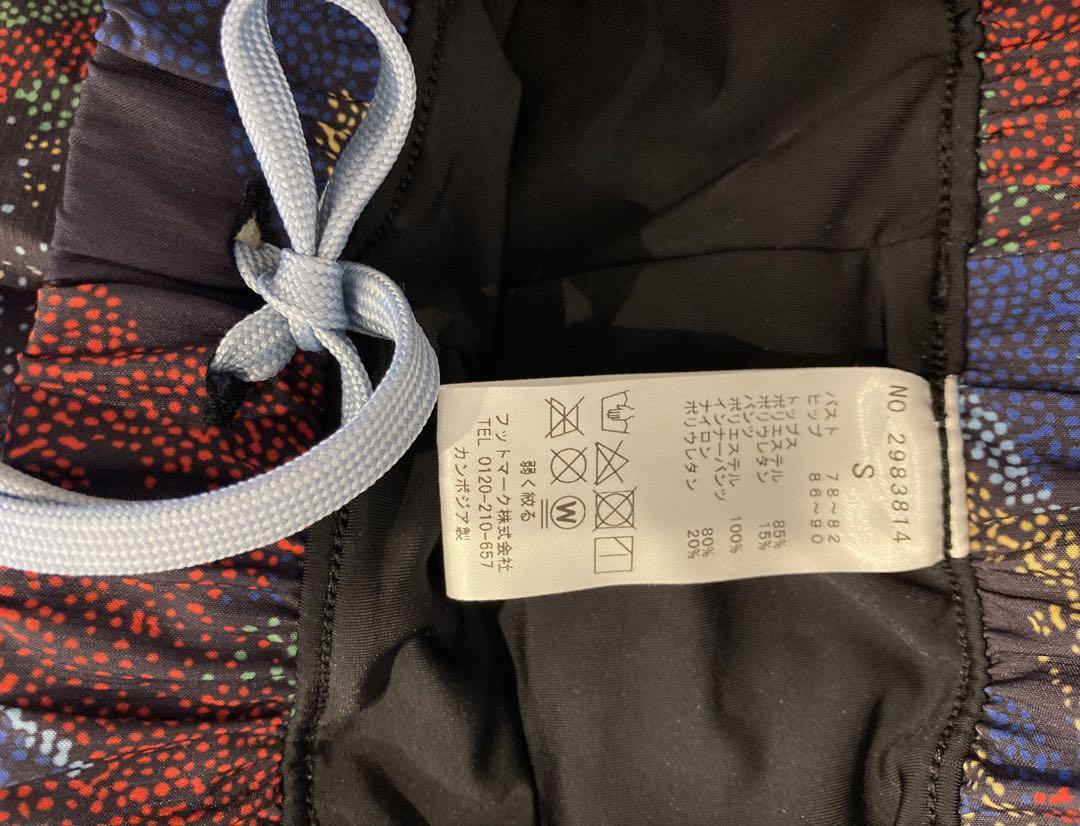 No. 2983814
S
バスト 78～82
ヒップ 86～90
トップス
ポリエステル 85%
ポリウレタン 15%
パンツ
ポリエステル 100%
インナーパンツ
ナイロン 80%
ポリウレタン 20%
W
弱く絞る
フットマーク株式会社
TEL 0120-210-657
カンボジア製